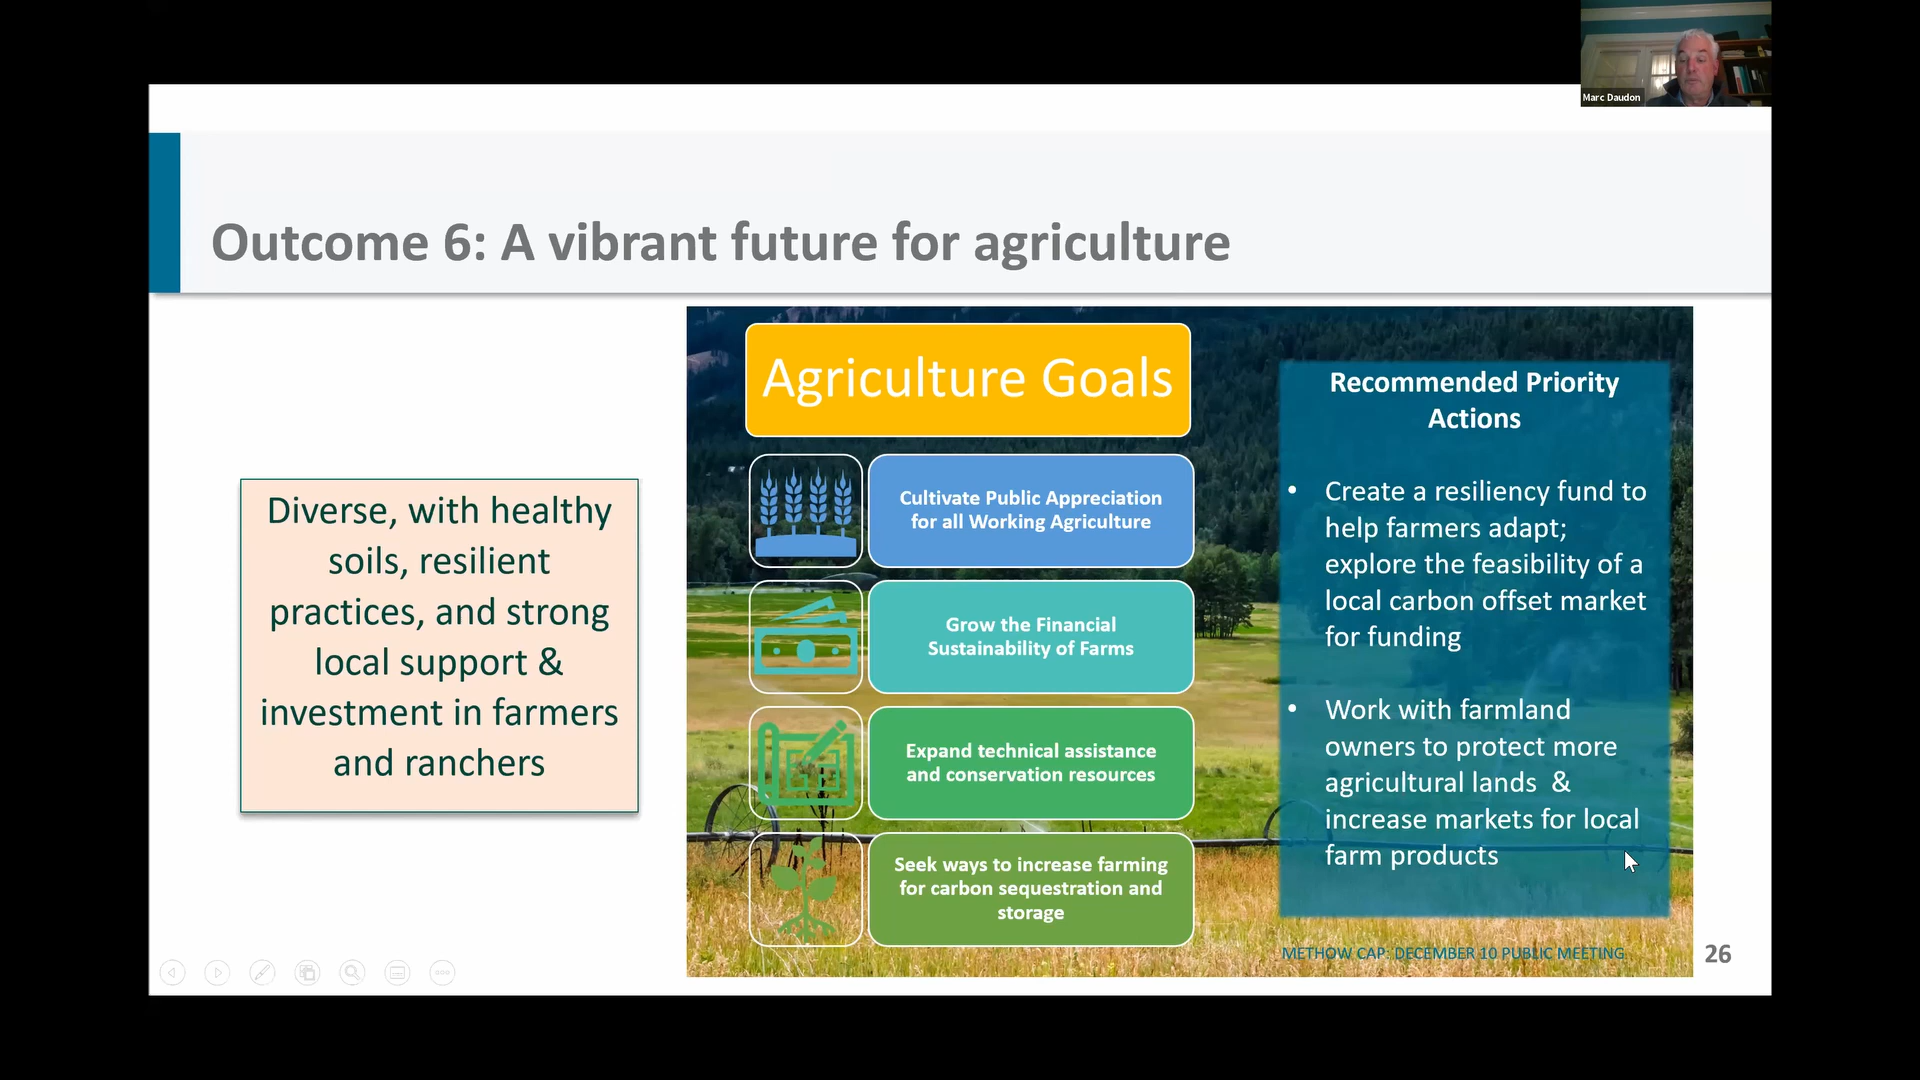 Marc Daudon
Outcome 6: A vibrant future for agriculture
Diverse, with healthy
soils, resilient
practices, and strong
local support &
investment in farmers
and ranchers
Agriculture Goals
Cultivate Public Appreciation
for all Working Agriculture
Grow the Financial
Sustainability of Farms
Expand technical assistance
and conservation resources
Seek ways to increase farming
for carbon sequestration and
storage
Recommended Priority
Actions
• Create a resiliency fund to
help farmers adapt;
explore the feasibility of a
local carbon offset market
for funding
• Work with farmland
owners to protect more
agricultural lands &
increase markets for local
farm products
METHOW CAP: DECEMBER 10 PUBLIC MEETING
26